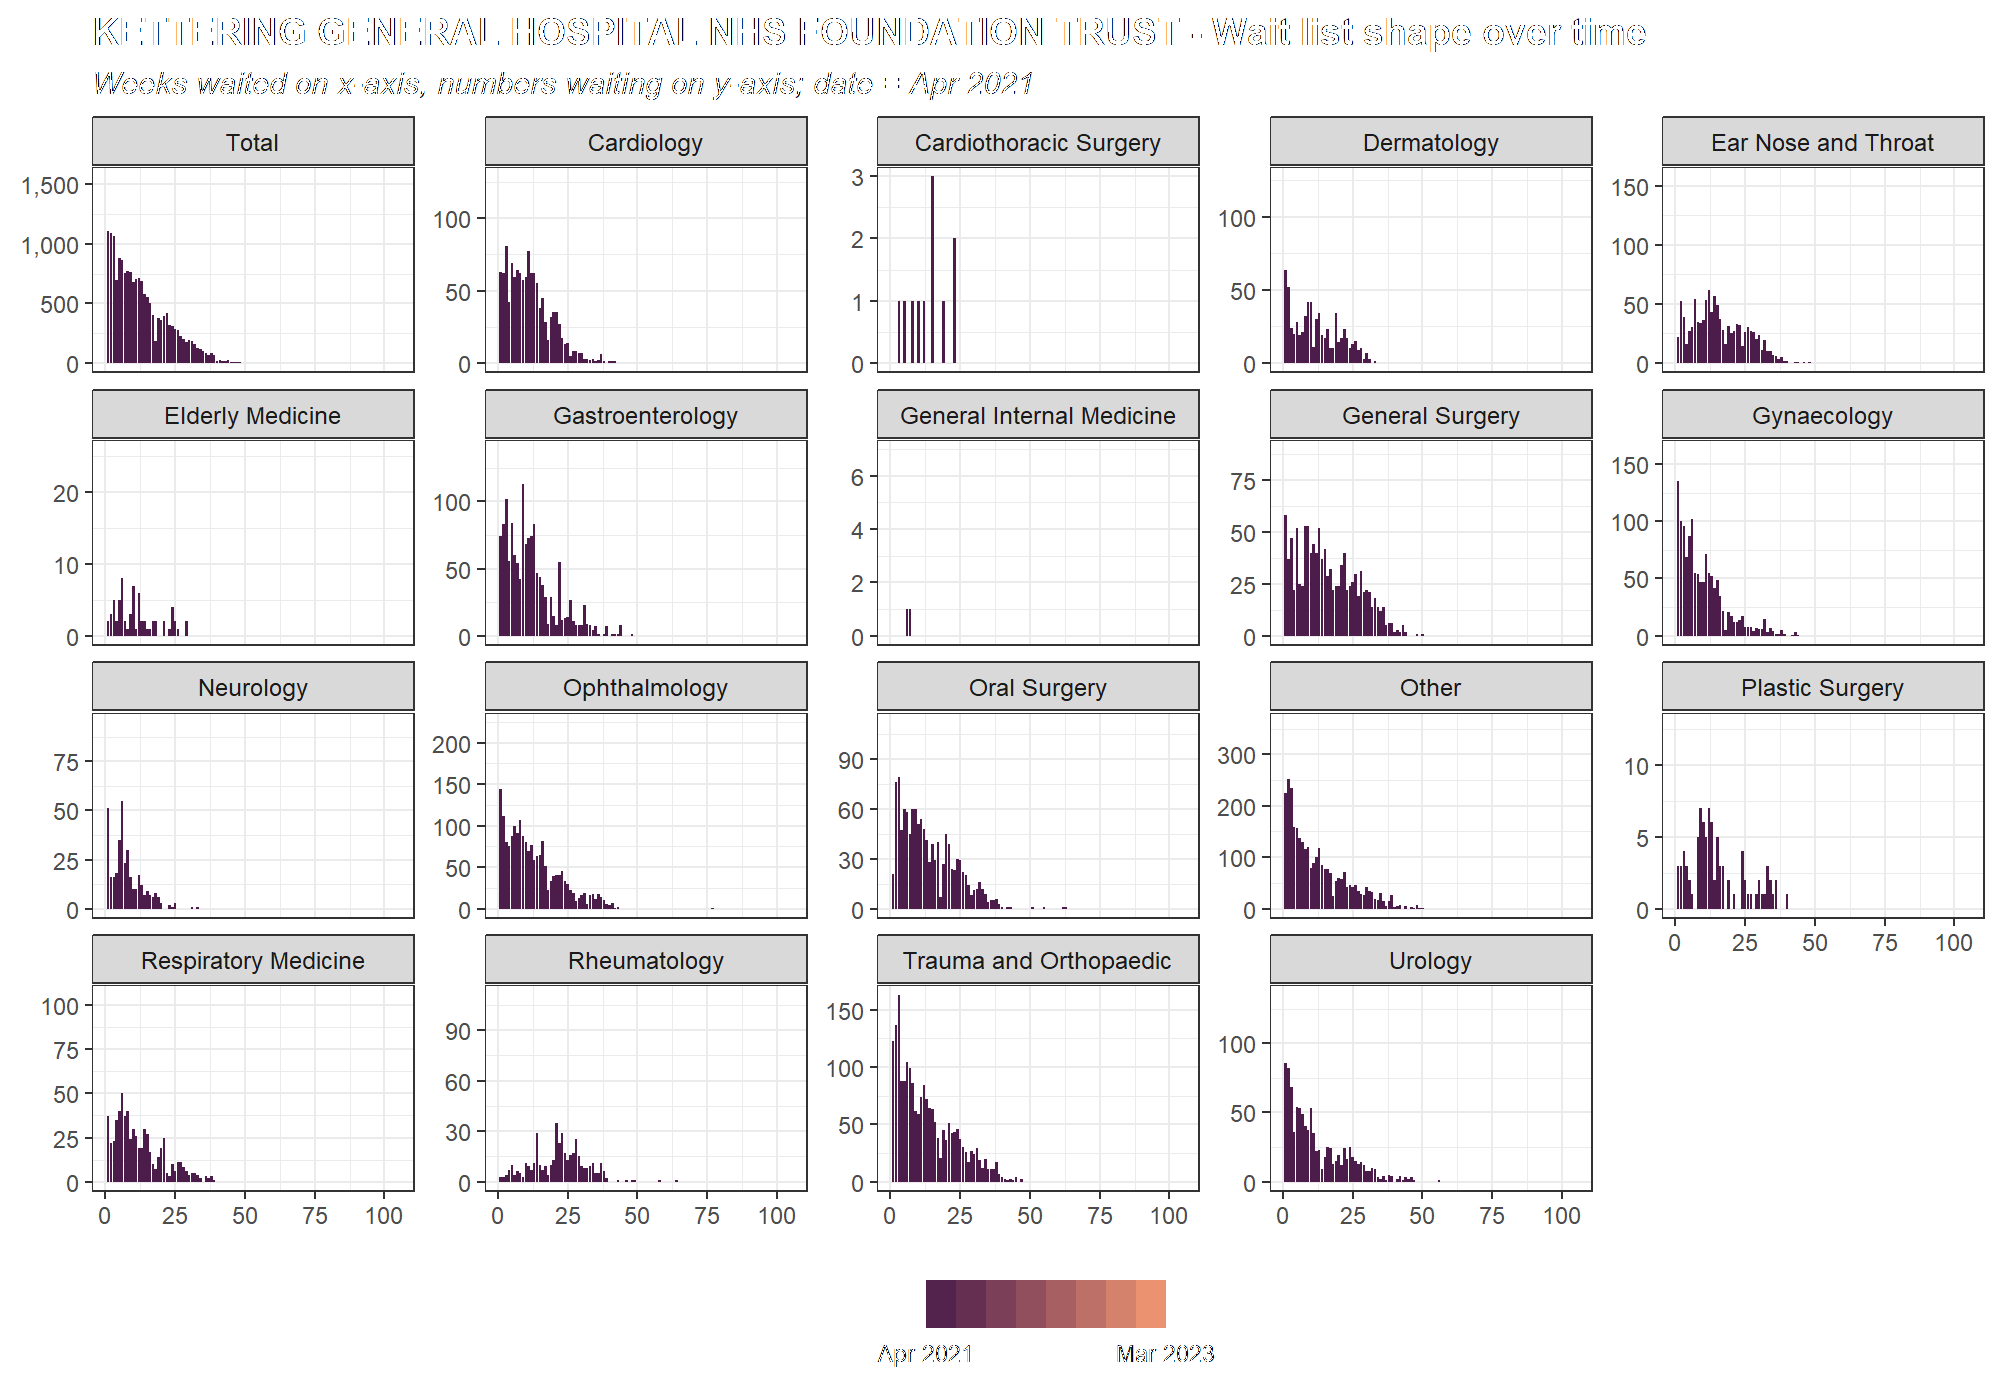 KETTERING GENERAL HOSPITAL NHS FOUNDATION TRUST - Wait list shape over time
Weeks waited on x-axis, numbers waiting on y-axis; date = Apr 2021
Total
Cardiology
Cardiothoracic Surgery
Dermatology
Ear Nose and Throat
1,500
1,000
500
0
100
50
0
3
2
1
0
100
50
0
150
100
50
0
Elderly Medicine
Gastroenterology
General Internal Medicine
General Surgery
Gynaecology
20
10
0
100
50
0
6
4
2
0
75
50
25
0
150
100
50
0
Neurology
Ophthalmology
Oral Surgery
Other
Plastic Surgery
75
50
25
0
200
150
100
50
0
90
60
30
0
300
200
100
0
10
5
0
0 25 50 75 100
Respiratory Medicine
Rheumatology
Trauma and Orthopaedic
Urology
100
75
50
25
0
90
60
30
0
150
100
50
0
100
50
0
0 25 50 75 100
0 25 50 75 100
0 25 50 75 100
0 25 50 75 100
Apr 2021
Mar 2023